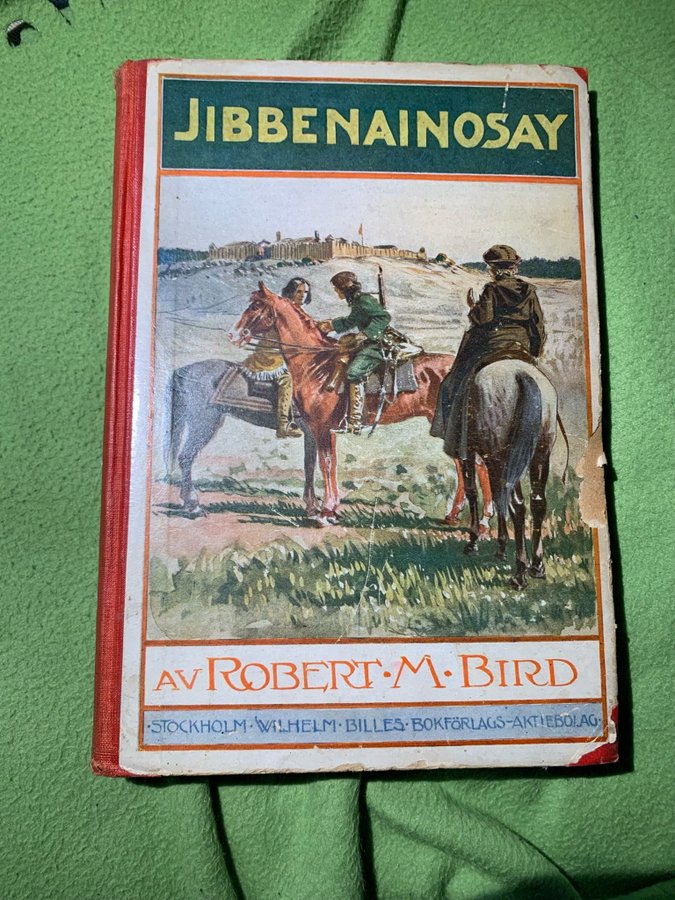 JIBBENAINOSAY
AV ROBERT · M · BIRD
· STOCKHOLM · WILHELM · BILLES · BOKFÖRLAGS-AKTIEBOLAG ·